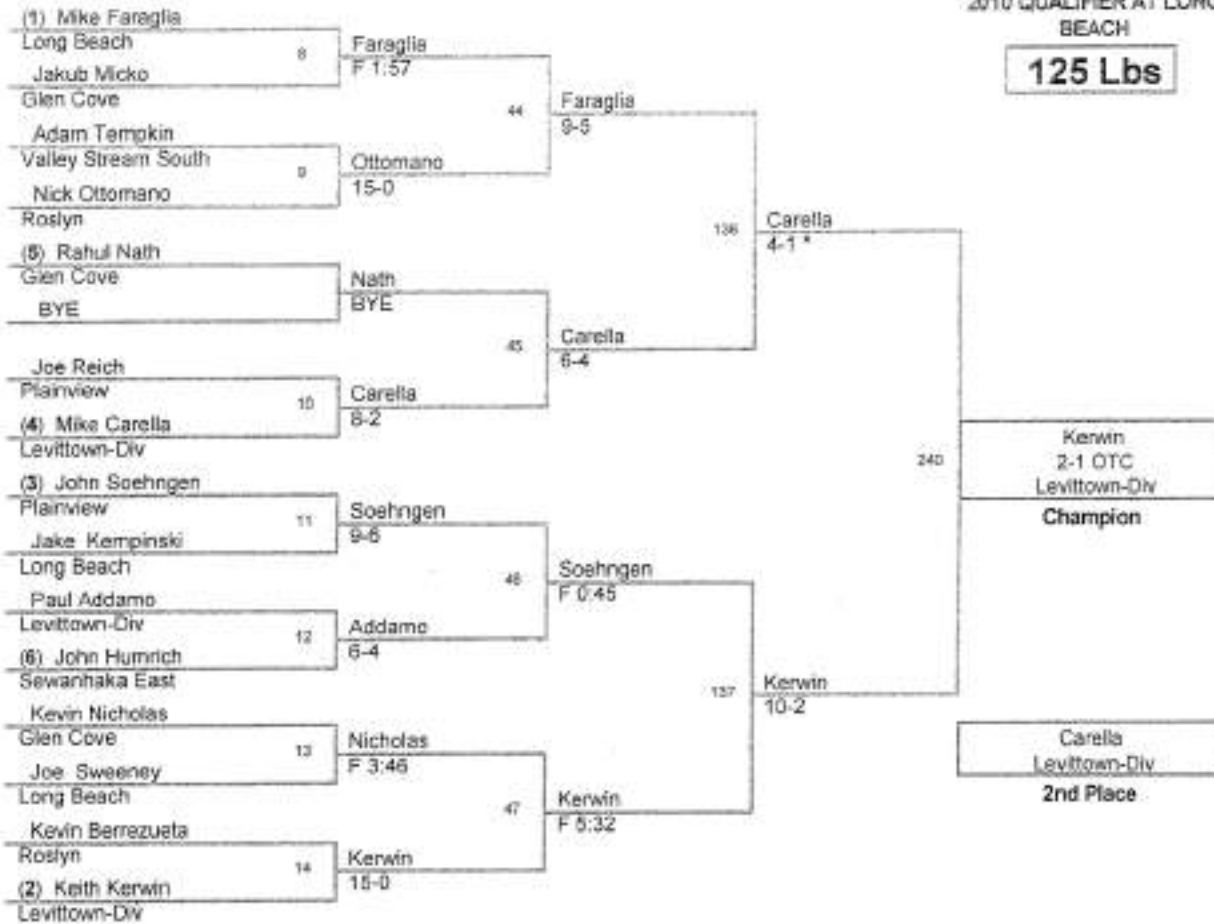 2010 QUALIFIER AT LONG
BEACH
125 Lbs
(1) Mike Faraglia
Long Beach
Jakub Micko
Glen Cove
Adam Tempkin
Valley Stream South
Nick Ottomano
Roslyn
(5) Rahul Nath
Glen Cove
BYE
Joe Reich
Plainview
(4) Mike Carella
Levittown-Div
(3) John Soehngen
Plainview
Jake Kempinski
Long Beach
Paul Addamo
Levittown-Div
(6) John Humrich
Sewanhaka East
Kevin Nicholas
Glen Cove
Joe Sweeney
Long Beach
Kevin Berrezueta
Roslyn
(2) Keith Kerwin
Levittown-Div
8
9
10
11
12
13
14
Faraglia
F 1:57
Ottomano
15-0
Nath
BYE
Carella
8-2
Soehngen
9-6
Addamo
6-4
Nicholas
F 3:46
Kerwin
15-0
44
45
46
47
Faraglia
9-5
Carella
6-4
Soehngen
F 0:45
Kerwin
F 5:32
136
137
Carella
4-1 *
Kerwin
10-2
240
Kerwin
2-1 OTC
Levittown-Div
Champion
Carella
Levittown-Div
2nd Place